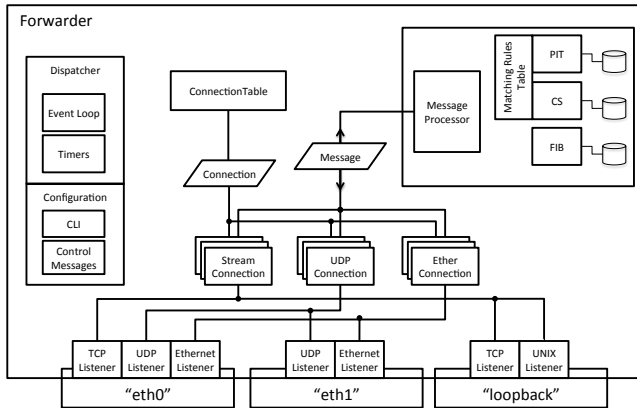 Forwarder
Dispatcher
Event Loop
Timers
Configuration
CLI
Control
Messages
ConnectionTable
Connection
Message
Message
Processor
Matching Rules
Table
PIT
CS
FIB
Stream
Connection
UDP
Connection
Ether
Connection
TCP
Listener
UDP
Listener
Ethernet
Listener
UDP
Listener
Ethernet
Listener
TCP
Listener
UNIX
Listener
“eth0”
“eth1”
“loopback”